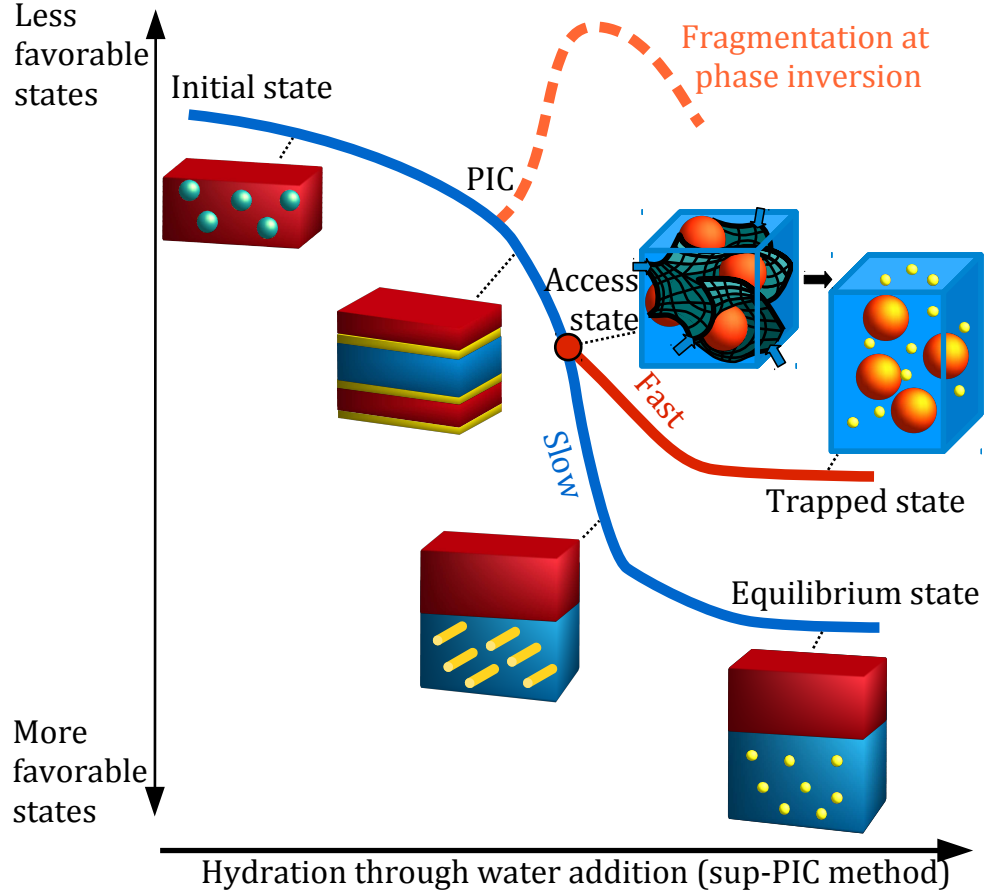 Less
favorable
states
Fragmentation at
phase inversion
Initial state
PIC
Access
state
Fast
Slow
Trapped state
Equilibrium state
More
favorable
states
Hydration through water addition (sup-PIC method)